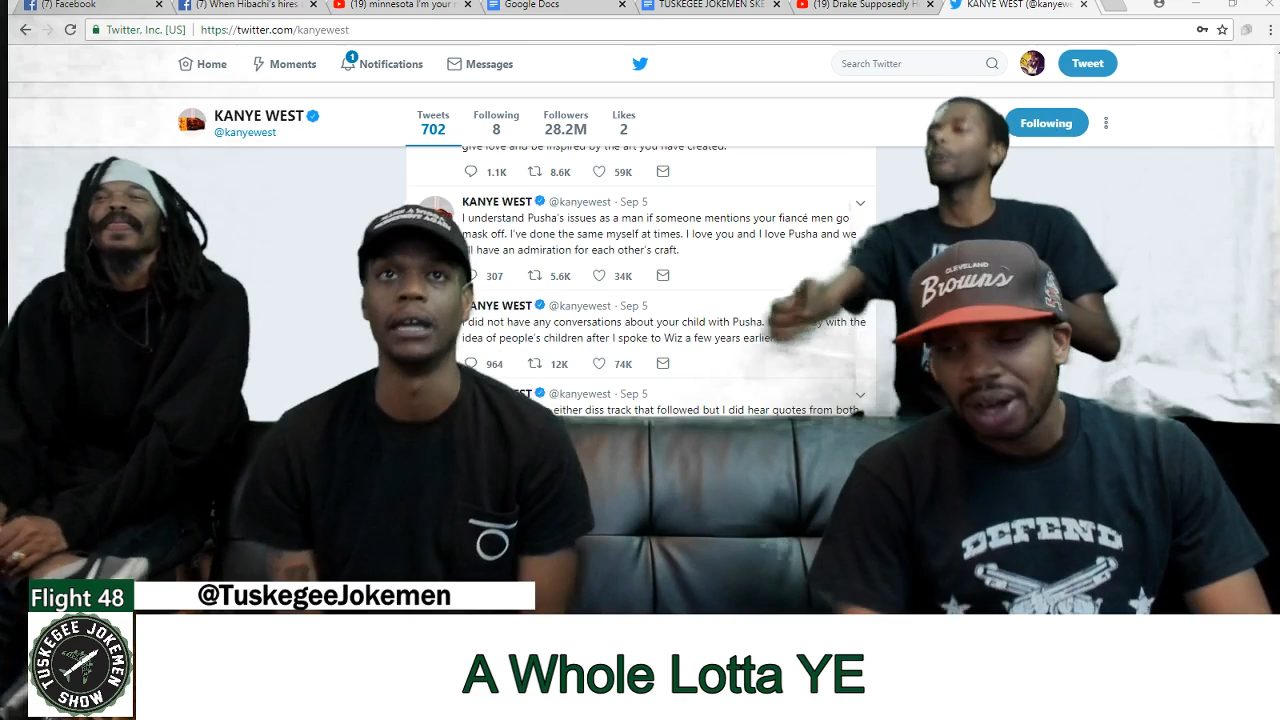 Facebook
(7) When Hibachi's hires
(19) minnesota I'm your
Google Docs
TUSKEGEE JOKEMEN SKE
(19) Drake Supposedly H
KANYE WEST (@kanyewe
Twitter, Inc. [US]
https://twitter.com/kanyewest
Home
Moments
1
Notifications
Messages
Search Twitter
Tweet
KANYE WEST
@kanyewest
Tweets
702
Following
8
Followers
28.2M
Likes
2
Following
give love and be inspired by the art you have created.
1.1K 8.6K 59K
KANYE WEST @kanyewest · Sep 5
I understand Pusha's issues as a man if someone mentions your fiancé men go
mask off. I've done the same myself at times. I love you and I love Pusha and we
ll have an admiration for each other's craft.
307 5.6K 34K
ANYE WEST @kanyewest · Sep 5
did not have any conversations about your child with Pusha. with the
idea of people's children after I spoke to Wiz a few years earlier
964 12K 74K
ST @kanyewest · Sep 5
either diss track that followed but I did hear quotes from both
CLEVELAND
Browns
DEFEND
Flight 48
@TuskegeeJokemen
TUSKEGEE JOKEMEN
SHOW
A Whole Lotta YE